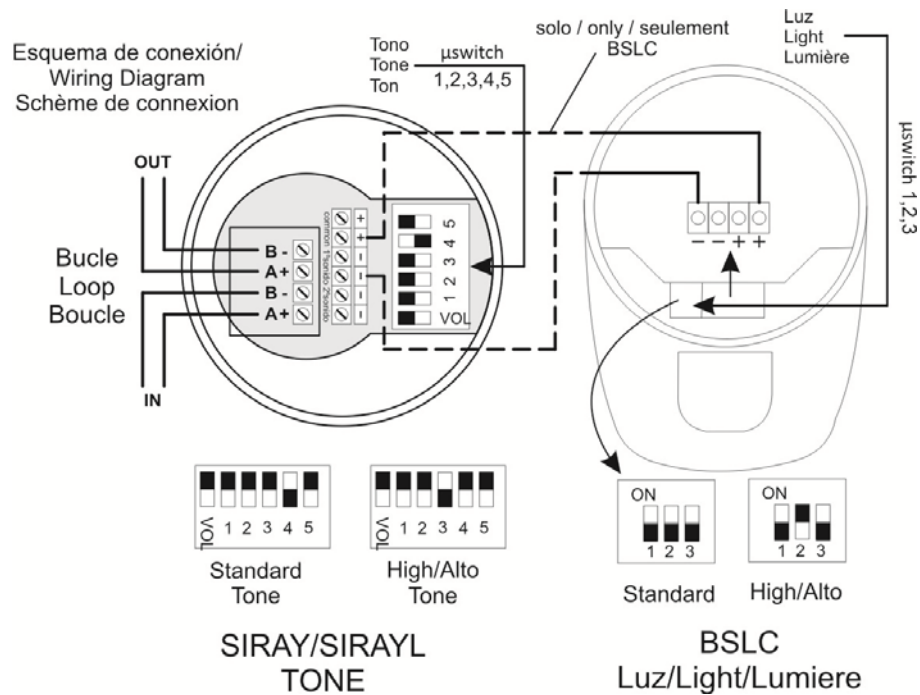 Esquema de conexión/
Wiring Diagram
Schème de connexion
Tono
Tone
Ton
µswitch
1,2,3,4,5
solo / only / seulement
BSLC
Luz
Light
Lumière
µswitch 1,2,3
OUT
Bucle
Loop
Boucle
IN
B -
A +
B -
A +
common 1ºsonido 2ºsonido
+
+
–
–
–
–
5
4
3
2
1
VOL
– – + +
VOL 1 2 3 4 5
Standard
Tone
VOL 1 2 3 4 5
High/Alto
Tone
SIRAY/SIRAYL
TONE
ON
1 2 3
Standard
ON
1 2 3
High/Alto
BSLC
Luz/Light/Lumiere